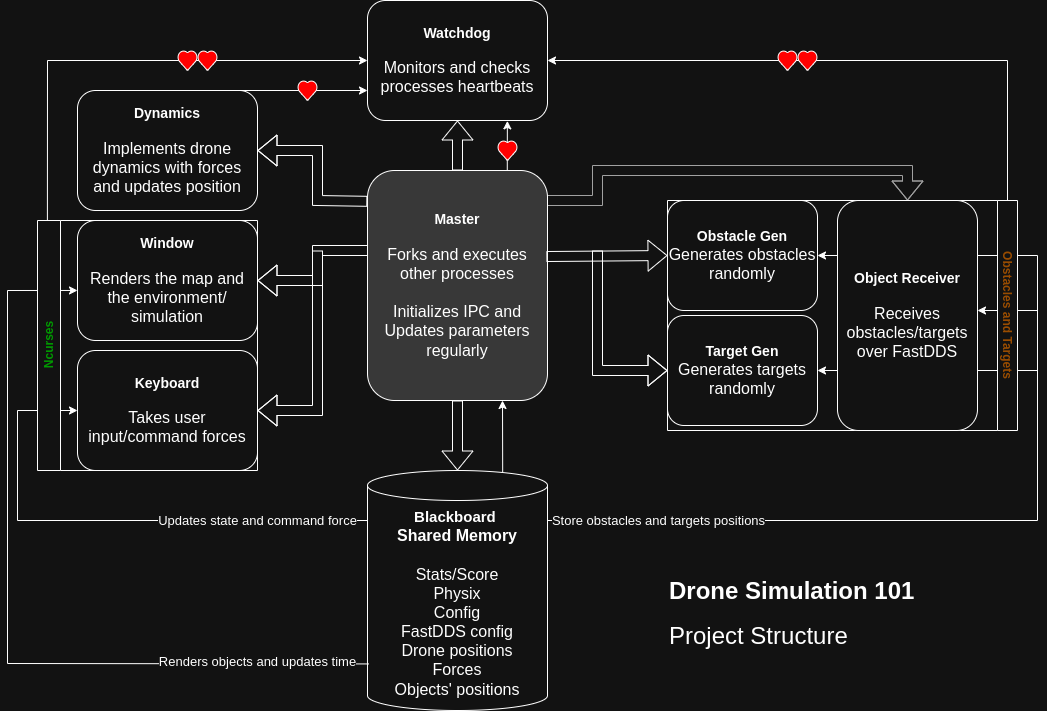 Watchdog
Monitors and checks
processes heartbeats
Dynamics
Implements drone
dynamics with forces
and updates position
Master
Forks and executes
other processes
Initializes IPC and
Updates parameters
regularly
Window
Renders the map and
the environment/
simulation
Ncurses
Keyboard
Takes user
input/command forces
Obstacle Gen
Generates obstacles
randomly
Target Gen
Generates targets
randomly
Object Receiver
Receives
obstacles/targets
over FastDDS
Obstacles and Targets
Updates state and command force
Store obstacles and targets positions
Renders objects and updates time
Blackboard
Shared Memory
Stats/Score
Physix
Config
FastDDS config
Drone positions
Forces
Objects' positions
Drone Simulation 101
Project Structure